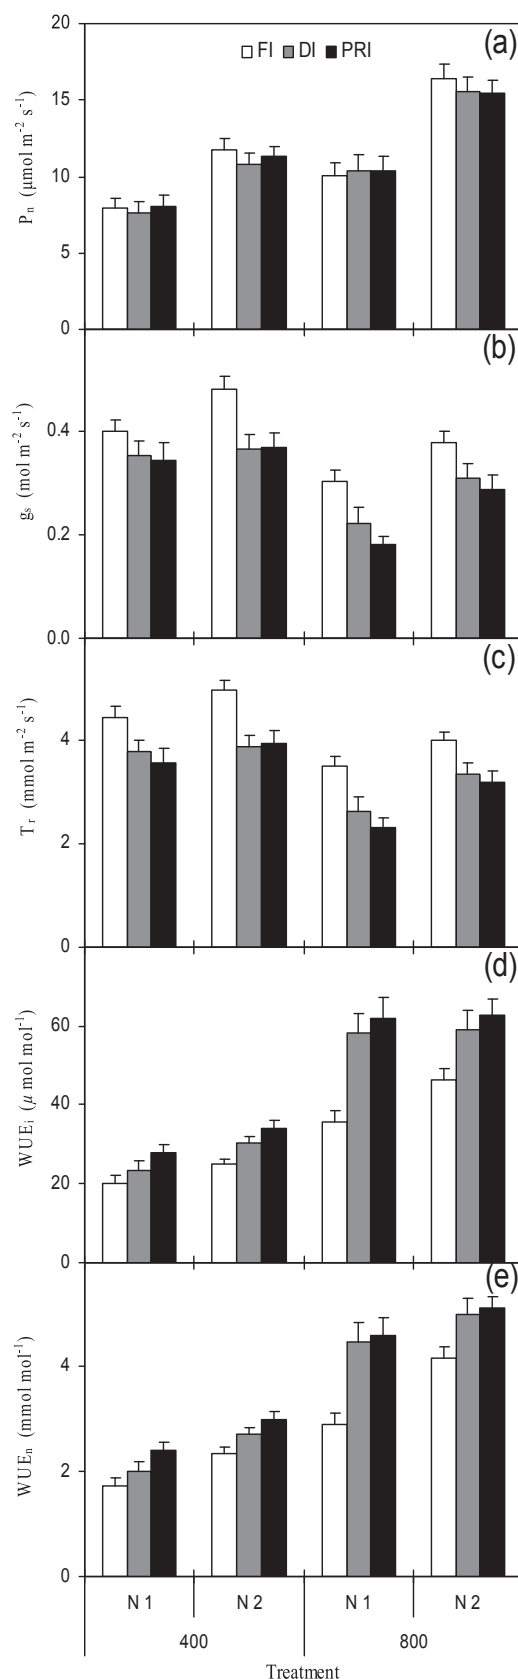 (a)
FI DI PRI
20
15
10
5
0
Pₙ (μmol m⁻² s⁻¹)
(b)
0.4
0.2
0.0
gₛ (mol m⁻² s⁻¹)
(c)
4
2
0
Tᵣ (mmol m⁻² s⁻¹)
(d)
60
40
20
0
WUEᵢ (μ mol mol⁻¹)
(e)
4
2
0
WUEₙ (mmol mol⁻¹)
N 1 N 2 N 1 N 2
400 800
Treatment